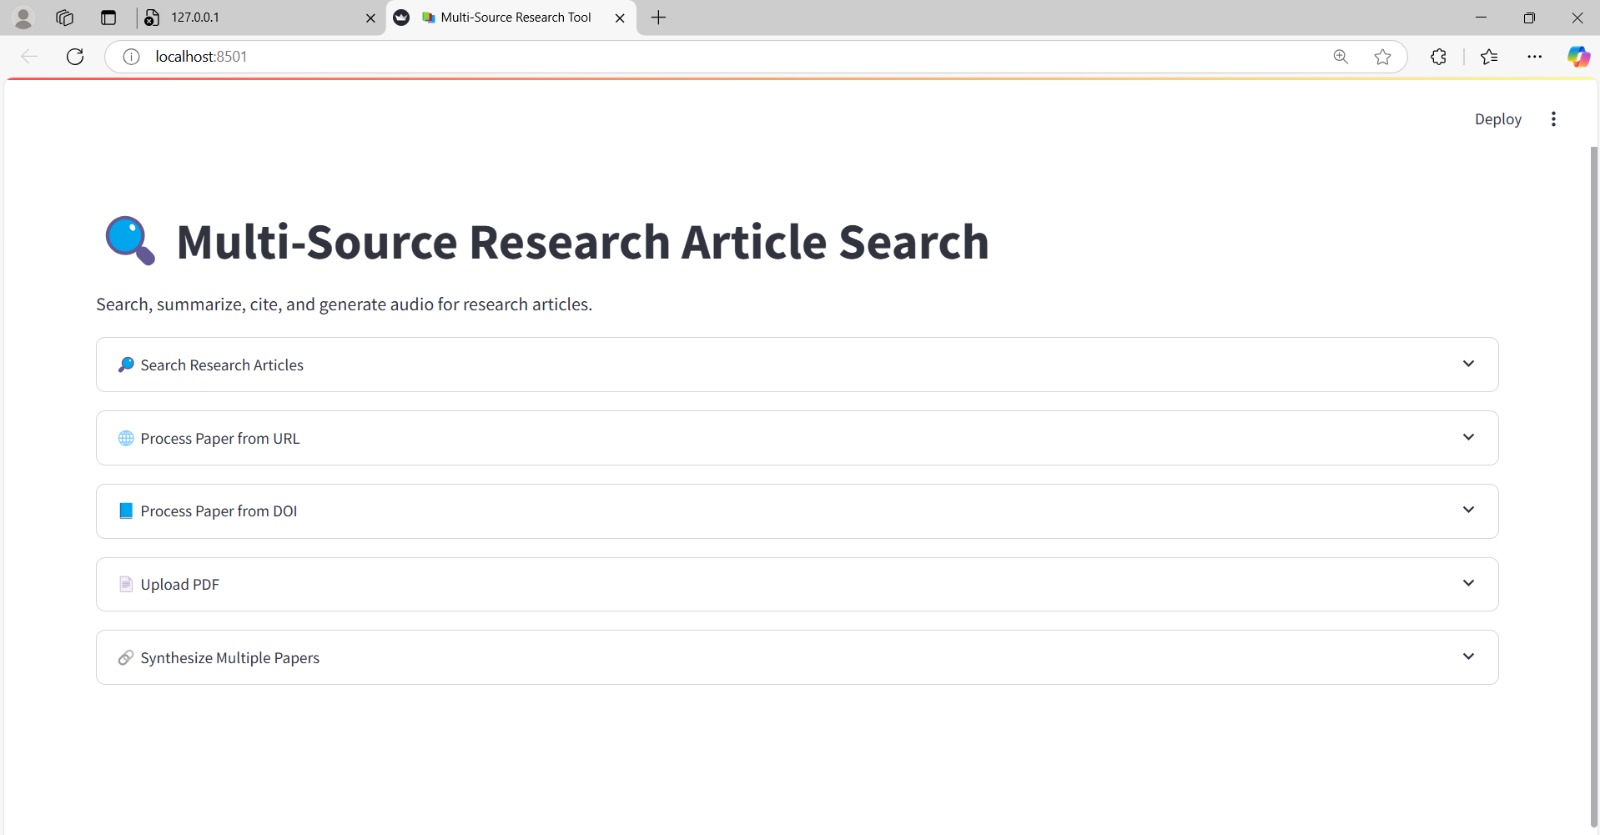 127.0.0.1
Multi-Source Research Tool
localhost:8501
Deploy
Multi-Source Research Article Search
Search, summarize, cite, and generate audio for research articles.
Search Research Articles
Process Paper from URL
Process Paper from DOI
Upload PDF
Synthesize Multiple Papers